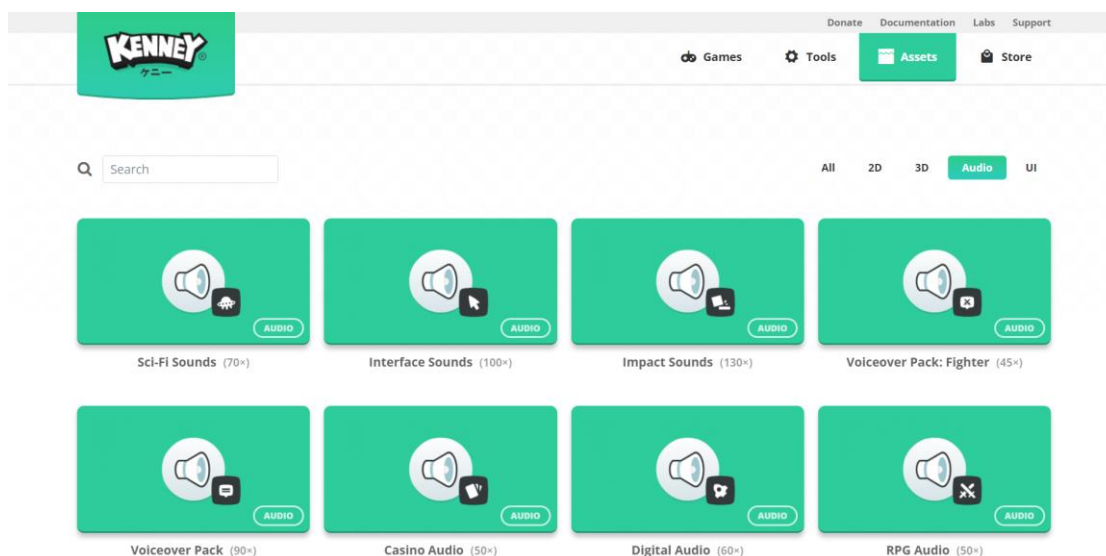 Donate Documentation Labs Support
KENNEY®
ケニー
Games Tools Assets Store
Search All 2D 3D Audio UI
AUDIO AUDIO AUDIO AUDIO
Sci-Fi Sounds (70×) Interface Sounds (100×) Impact Sounds (130×) Voiceover Pack: Fighter (45×)
AUDIO AUDIO AUDIO AUDIO
Voiceover Pack (90×) Casino Audio (50×) Digital Audio (60×) RPG Audio (50×)